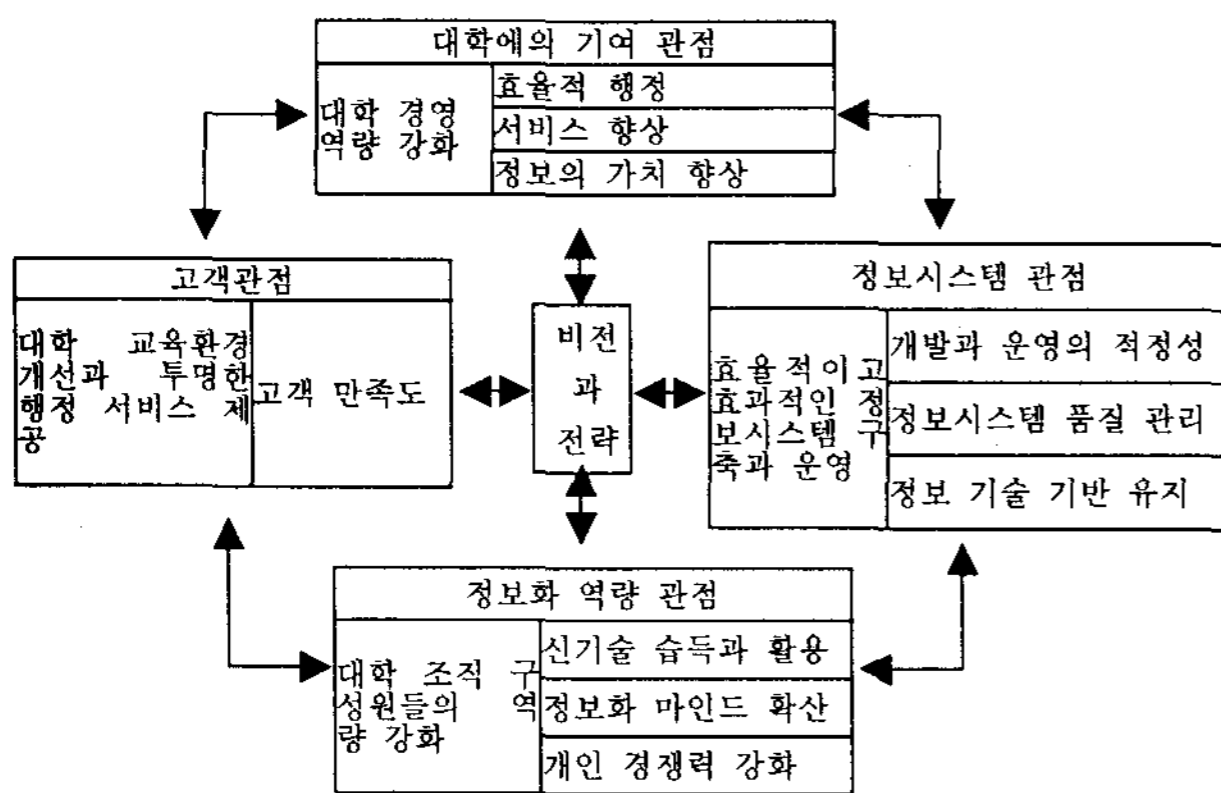 대학에의 기여 관점
대학 경영
역량 강화
효율적 행정
서비스 향상
정보의 가치 향상
고객관점
대학 교육환경
개선과 투명한
행정 서비스 제
공
고객 만족도
비전
과
전략
정보시스템 관점
효율적이고
효과적인 정
보시스템 구
축과 운영
개발과 운영의 적정성
정보시스템 품질 관리
정보 기술 기반 유지
정보화 역량 관점
대학 조직 구
성원들의 역
량 강화
신기술 습득과 활용
정보화 마인드 확산
개인 경쟁력 강화